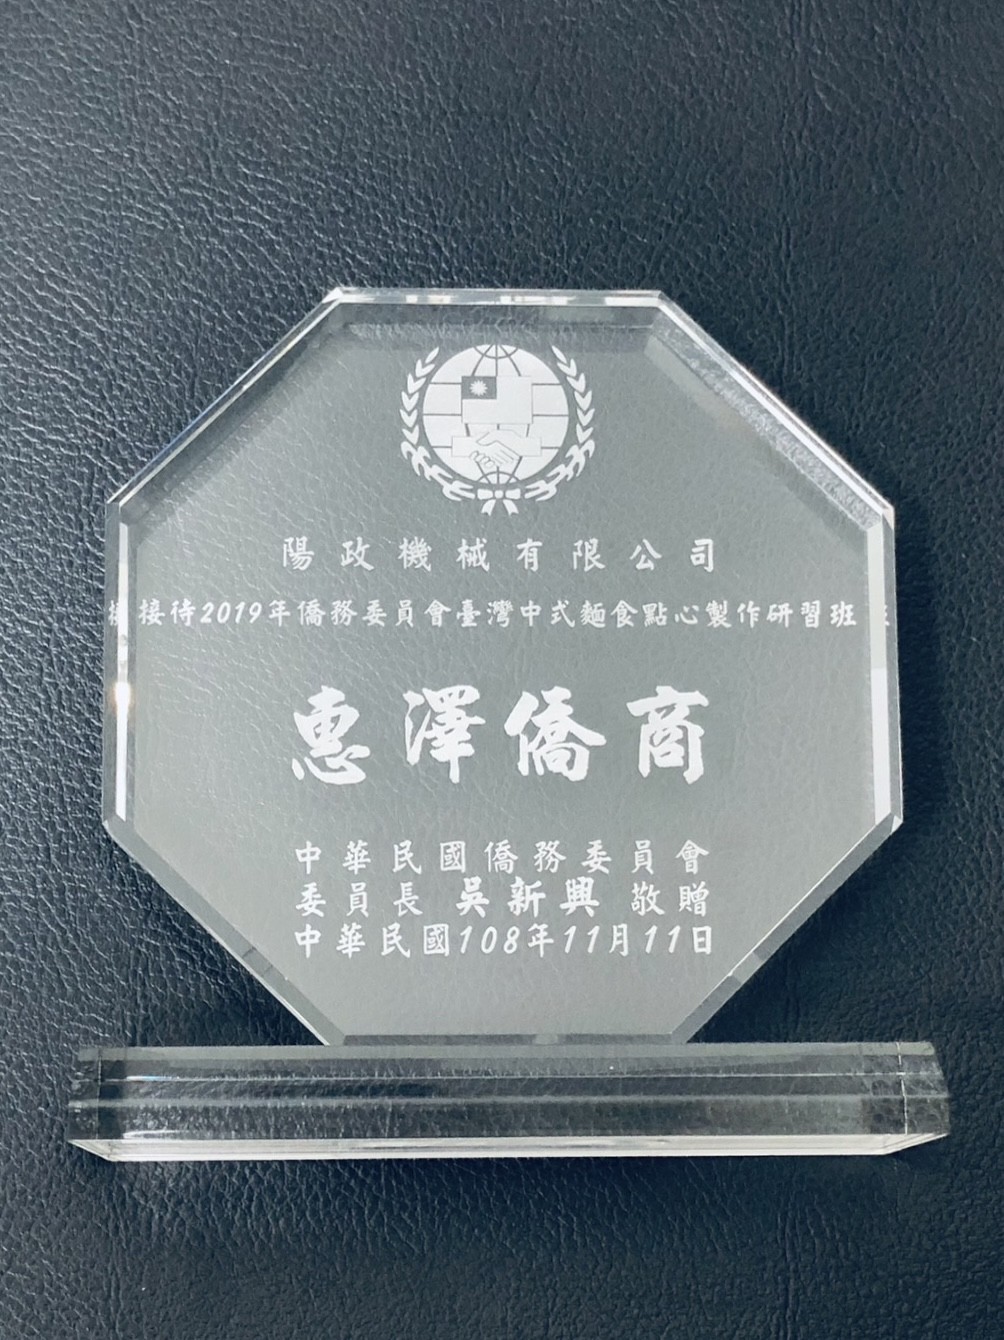 陽政機械有限公司
接待2019年僑務委員會臺灣中式麵食點心製作研習班
惠澤僑商
中華民國僑務委員會
委員長 吳新興 敬贈
中華民國108年11月11日